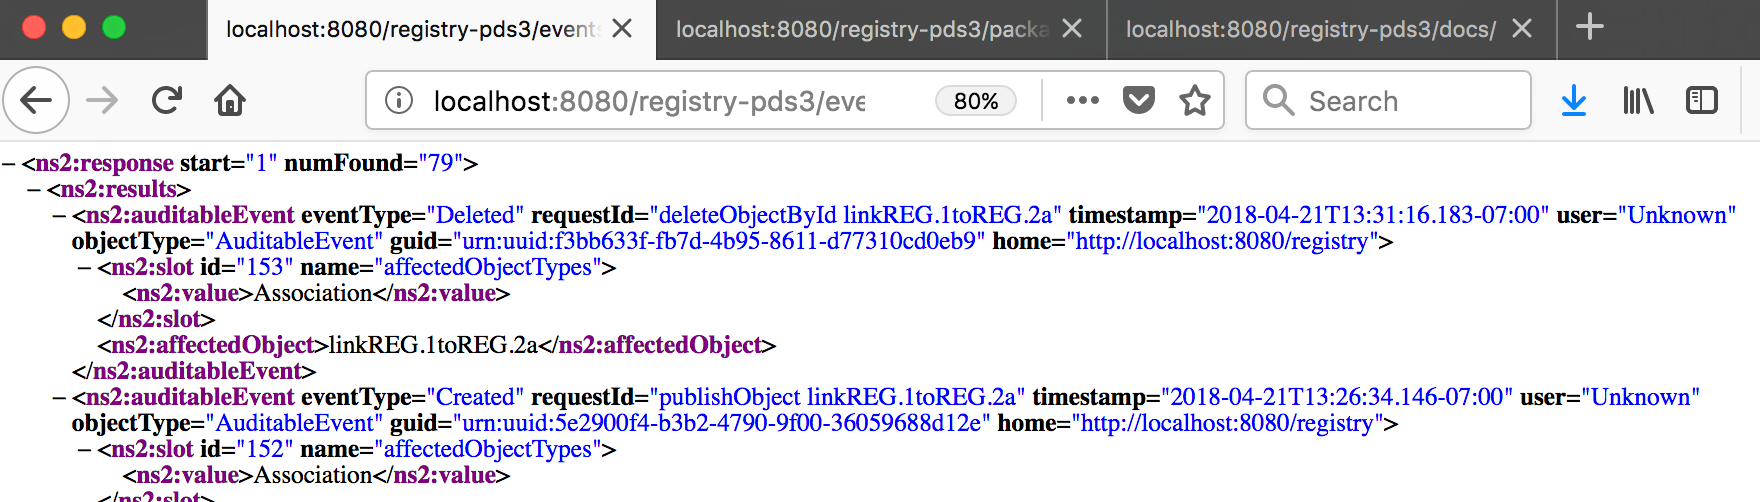 localhost:8080/registry-pds3/events
localhost:8080/registry-pds3/packa
localhost:8080/registry-pds3/docs/
localhost:8080/registry-pds3/eve
80%
Search
– <ns2:response start="1" numFound="79">
– <ns2:results>
– <ns2:auditableEvent eventType="Deleted" requestId="deleteObjectById linkREG.1toREG.2a" timestamp="2018-04-21T13:31:16.183-07:00" user="Unknown"
objectType="AuditableEvent" guid="urn:uuid:f3bb633f-fb7d-4b95-8611-d77310cd0eb9" home="http://localhost:8080/registry">
– <ns2:slot id="153" name="affectedObjectTypes">
<ns2:value>Association</ns2:value>
</ns2:slot>
<ns2:affectedObject>linkREG.1toREG.2a</ns2:affectedObject>
</ns2:auditableEvent>
– <ns2:auditableEvent eventType="Created" requestId="publishObject linkREG.1toREG.2a" timestamp="2018-04-21T13:26:34.146-07:00" user="Unknown"
objectType="AuditableEvent" guid="urn:uuid:5e2900f4-b3b2-4790-9f00-36059688d12e" home="http://localhost:8080/registry">
– <ns2:slot id="152" name="affectedObjectTypes">
<ns2:value>Association</ns2:value>
</ns2:slot>